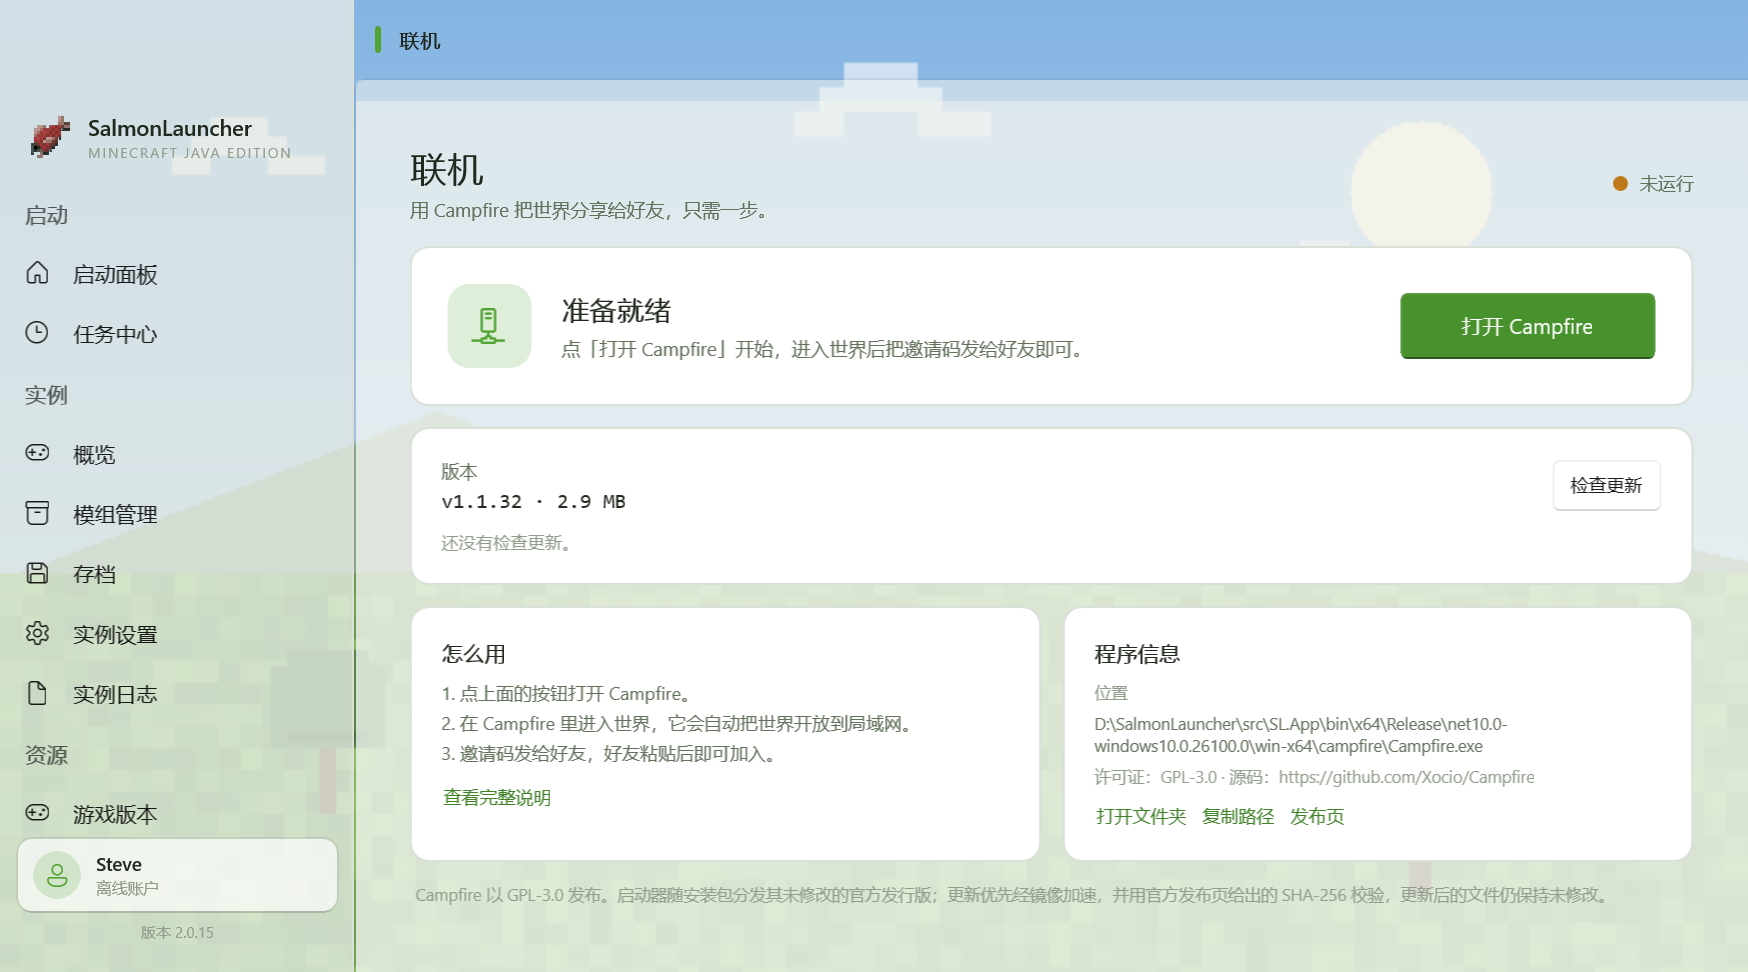 联机
SalmonLauncher
MINECRAFT JAVA EDITION
启动
启动面板
任务中心
实例
概览
模组管理
存档
实例设置
实例日志
资源
游戏版本
Steve
离线账户
版本 2.0.15
联机
用 Campfire 把世界分享给好友，只需一步。
未运行
准备就绪
点「打开 Campfire」开始，进入世界后把邀请码发给好友即可。
打开 Campfire
版本
v1.1.32 · 2.9 MB
还没有检查更新。
检查更新
怎么用
1. 点上面的按钮打开 Campfire。
2. 在 Campfire 里进入世界，它会自动把世界开放到局域网。
3. 邀请码发给好友，好友粘贴后即可加入。
查看完整说明
程序信息
位置
D:\SalmonLauncher\src\SL.App\bin\x64\Release\net10.0-
windows10.0.26100.0\win-x64\campfire\Campfire.exe
许可证：GPL-3.0 · 源码：https://github.com/Xocio/Campfire
打开文件夹 复制路径 发布页
Campfire 以 GPL-3.0 发布。启动器随安装包分发其未修改的官方发行版；更新优先经镜像加速，并用官方发布页给出的 SHA-256 校验，更新后的文件仍保持未修改。